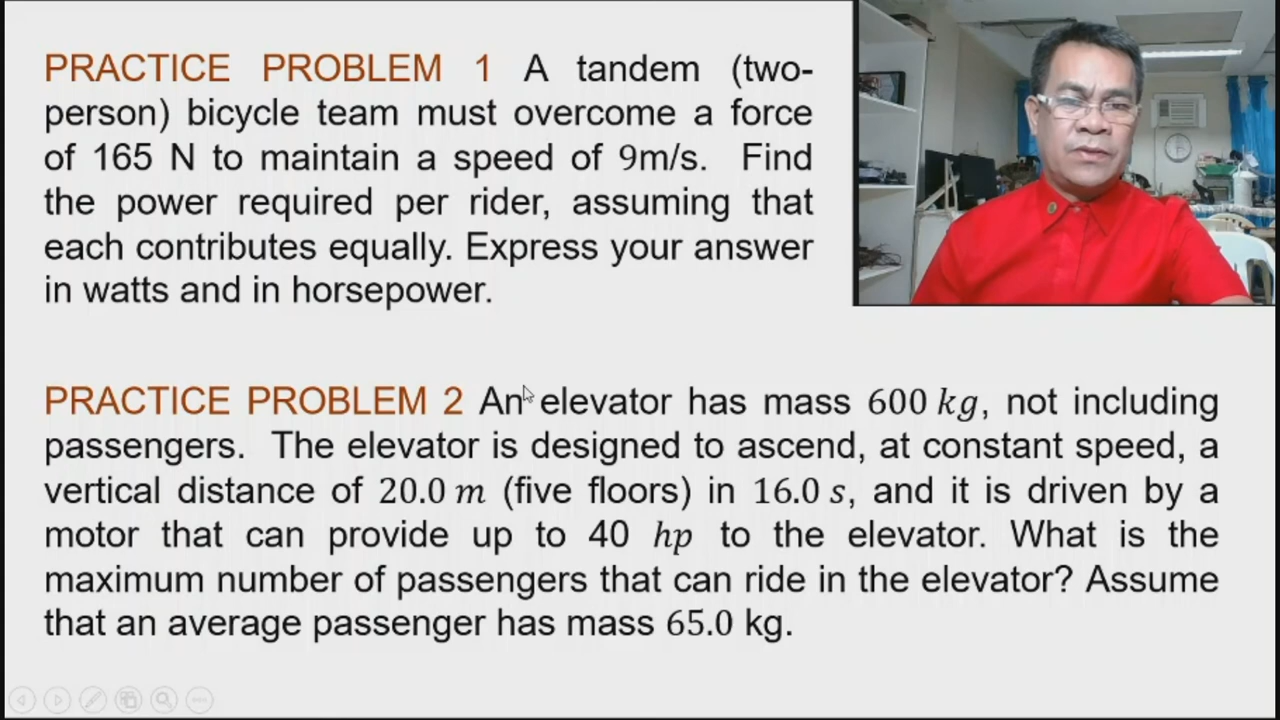 PRACTICE PROBLEM 1 A tandem (two-
person) bicycle team must overcome a force
of 165 N to maintain a speed of 9m/s. Find
the power required per rider, assuming that
each contributes equally. Express your answer
in watts and in horsepower.
PRACTICE PROBLEM 2 An elevator has mass 600 kg, not including
passengers. The elevator is designed to ascend, at constant speed, a
vertical distance of 20.0 m (five floors) in 16.0 s, and it is driven by a
motor that can provide up to 40 hp to the elevator. What is the
maximum number of passengers that can ride in the elevator? Assume
that an average passenger has mass 65.0 kg.